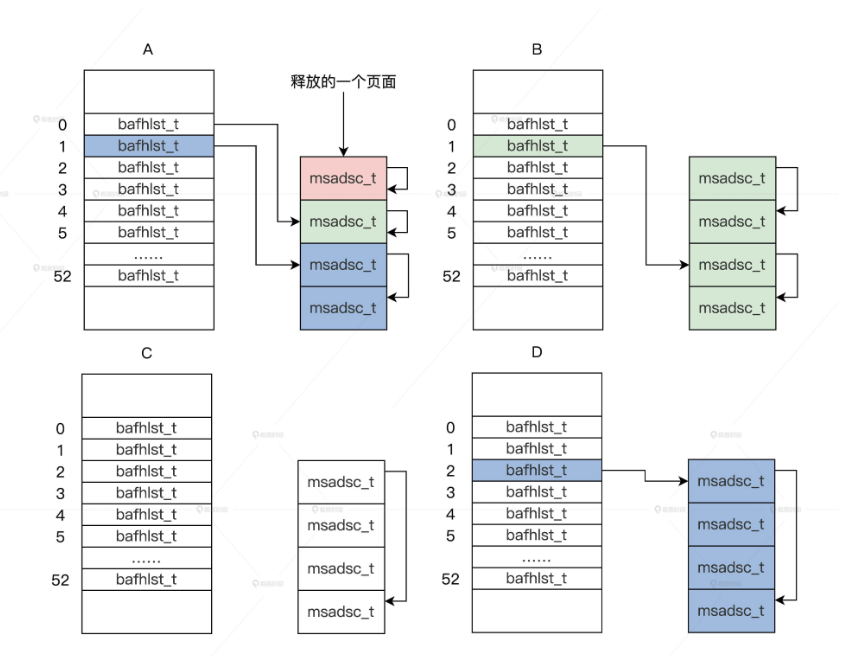 A
释放的一个页面
0 bafhlst_t
1 bafhlst_t
2 bafhlst_t
3 bafhlst_t
4 bafhlst_t
5 bafhlst_t
......
52 bafhlst_t
msadsc_t
msadsc_t
msadsc_t
msadsc_t
B
0 bafhlst_t
1 bafhlst_t
2 bafhlst_t
3 bafhlst_t
4 bafhlst_t
5 bafhlst_t
......
52 bafhlst_t
msadsc_t
msadsc_t
msadsc_t
msadsc_t
C
0 bafhlst_t
1 bafhlst_t
2 bafhlst_t
3 bafhlst_t
4 bafhlst_t
5 bafhlst_t
......
52 bafhlst_t
msadsc_t
msadsc_t
msadsc_t
msadsc_t
D
0 bafhlst_t
1 bafhlst_t
2 bafhlst_t
3 bafhlst_t
4 bafhlst_t
5 bafhlst_t
......
52 bafhlst_t
msadsc_t
msadsc_t
msadsc_t
msadsc_t